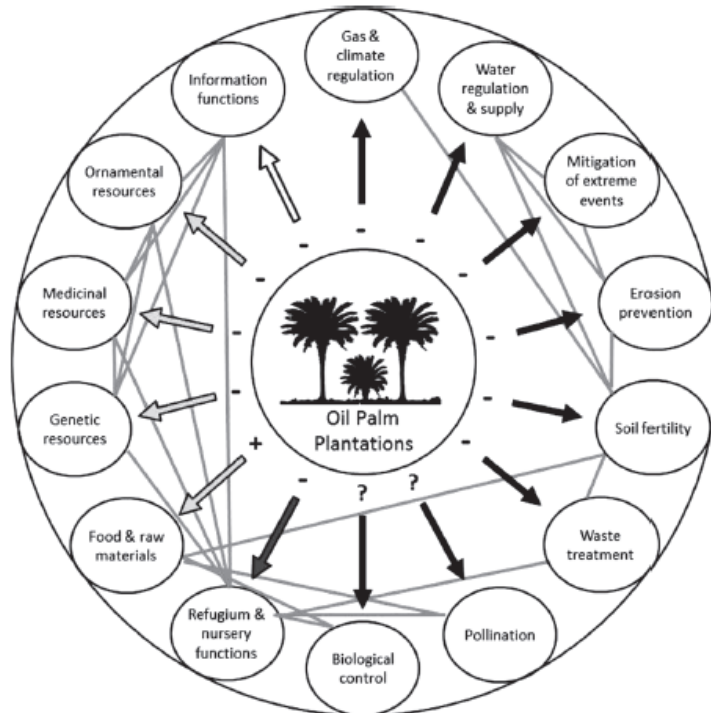 Gas &
climate
regulation
Water
regulation
& supply
Mitigation
of extreme
events
Erosion
prevention
Soil fertility
Waste
treatment
Pollination
Biological
control
Refugium &
nursery
functions
Food & raw
materials
Genetic
resources
Medicinal
resources
Ornamental
resources
Information
functions
-
-
-
-
-
-
-
?
?
-
+
-
-
-
-
Oil Palm
Plantations